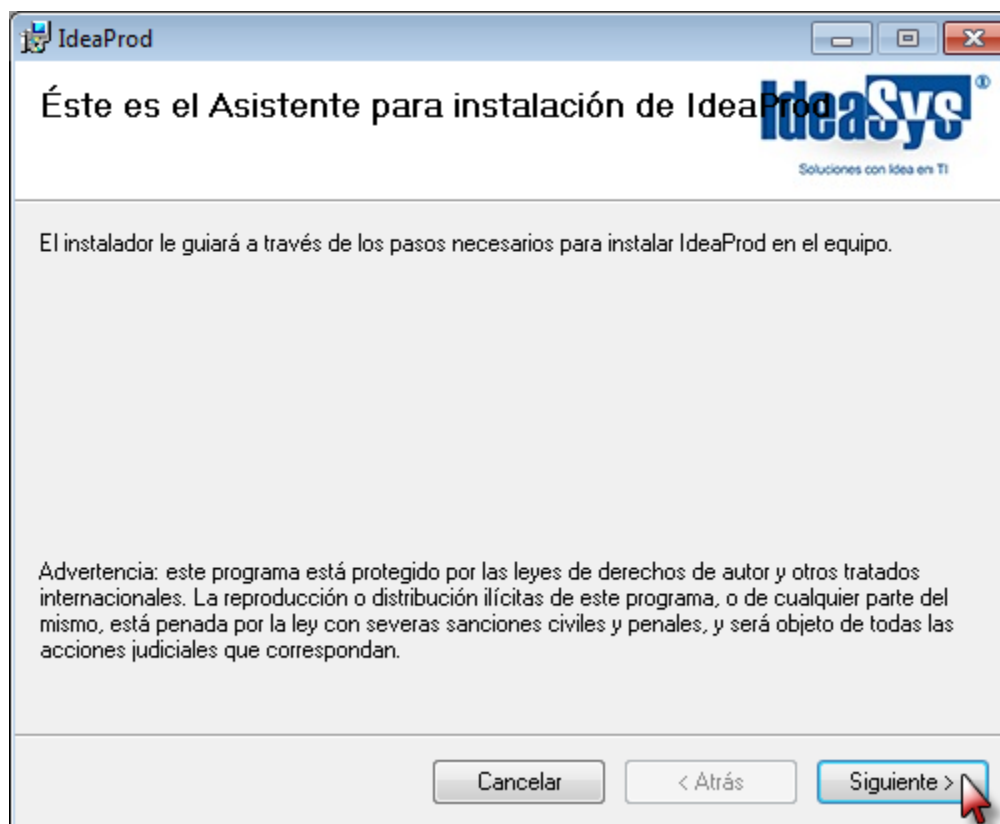 IdeaProd
Éste es el Asistente para instalación de IdeaProd
IdeaSys®
Soluciones con Idea en TI
El instalador le guiará a través de los pasos necesarios para instalar IdeaProd en el equipo.
Advertencia: este programa está protegido por las leyes de derechos de autor y otros tratados
internacionales. La reproducción o distribución ilícitas de este programa, o de cualquier parte del
mismo, está penada por la ley con severas sanciones civiles y penales, y será objeto de todas las
acciones judiciales que correspondan.
Cancelar
< Atrás
Siguiente >